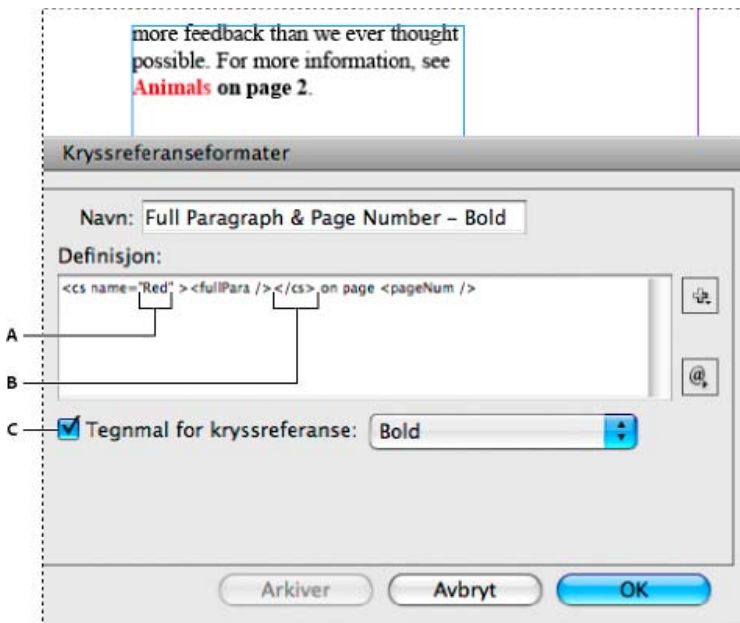 more feedback than we ever thought
possible. For more information, see
Animals on page 2.
Kryssreferanseformater
Navn: Full Paragraph & Page Number – Bold
Definisjon:
<cs name="Red" ><fullPara /></cs> on page <pageNum />
A
B
C
Tegnmal for kryssreferanse: Bold
Arkiver Avbryt OK